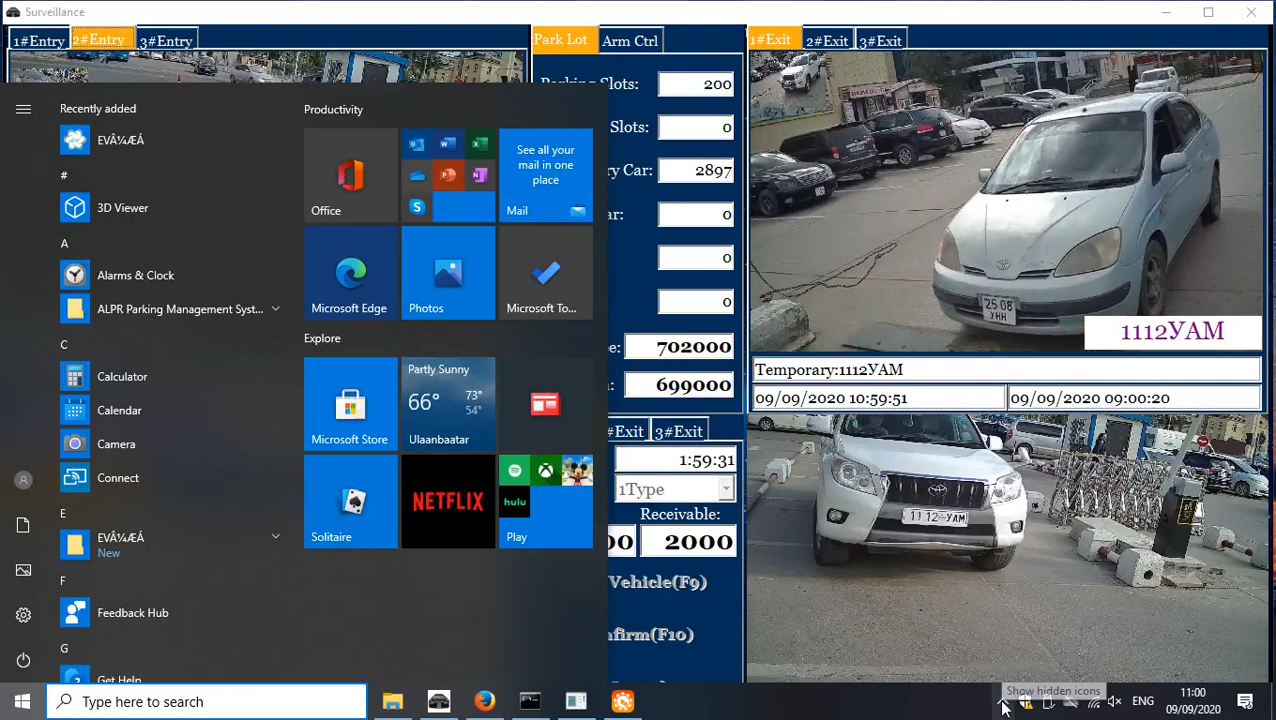 Surveillance
1#Entry
2#Entry
3#Entry
Park Lot
Arm Ctrl
1#Exit
2#Exit
3#Exit
Slots:
200
Slots:
0
ry Car:
2897
ar:
0
0
0
702000
699000
25 08
УНН
1112УАМ
Temporary:1112УАМ
09/09/2020 10:59:51
09/09/2020 09:00:20
#Exit
3#Exit
1:59:31
1Type
Receivable:
00
2000
Vehicle(F9)
nfirm(F10)
11 12 УАМ
Recently added
EVÂ¼ÆÁ
#
3D Viewer
A
Alarms & Clock
ALPR Parking Management Syst...
C
Calculator
Calendar
Camera
Connect
E
EVÂ¼ÆÁ
New
F
Feedback Hub
G
Get Help
Productivity
Office
See all your
mail in one
place
Mail
Microsoft Edge
Photos
Microsoft To...
Explore
Microsoft Store
Partly Sunny
66°
73°
54°
Ulaanbaatar
Solitaire
NETFLIX
hulu
Play
Type here to search
Show hidden icons
ENG
11:00
09/09/2020